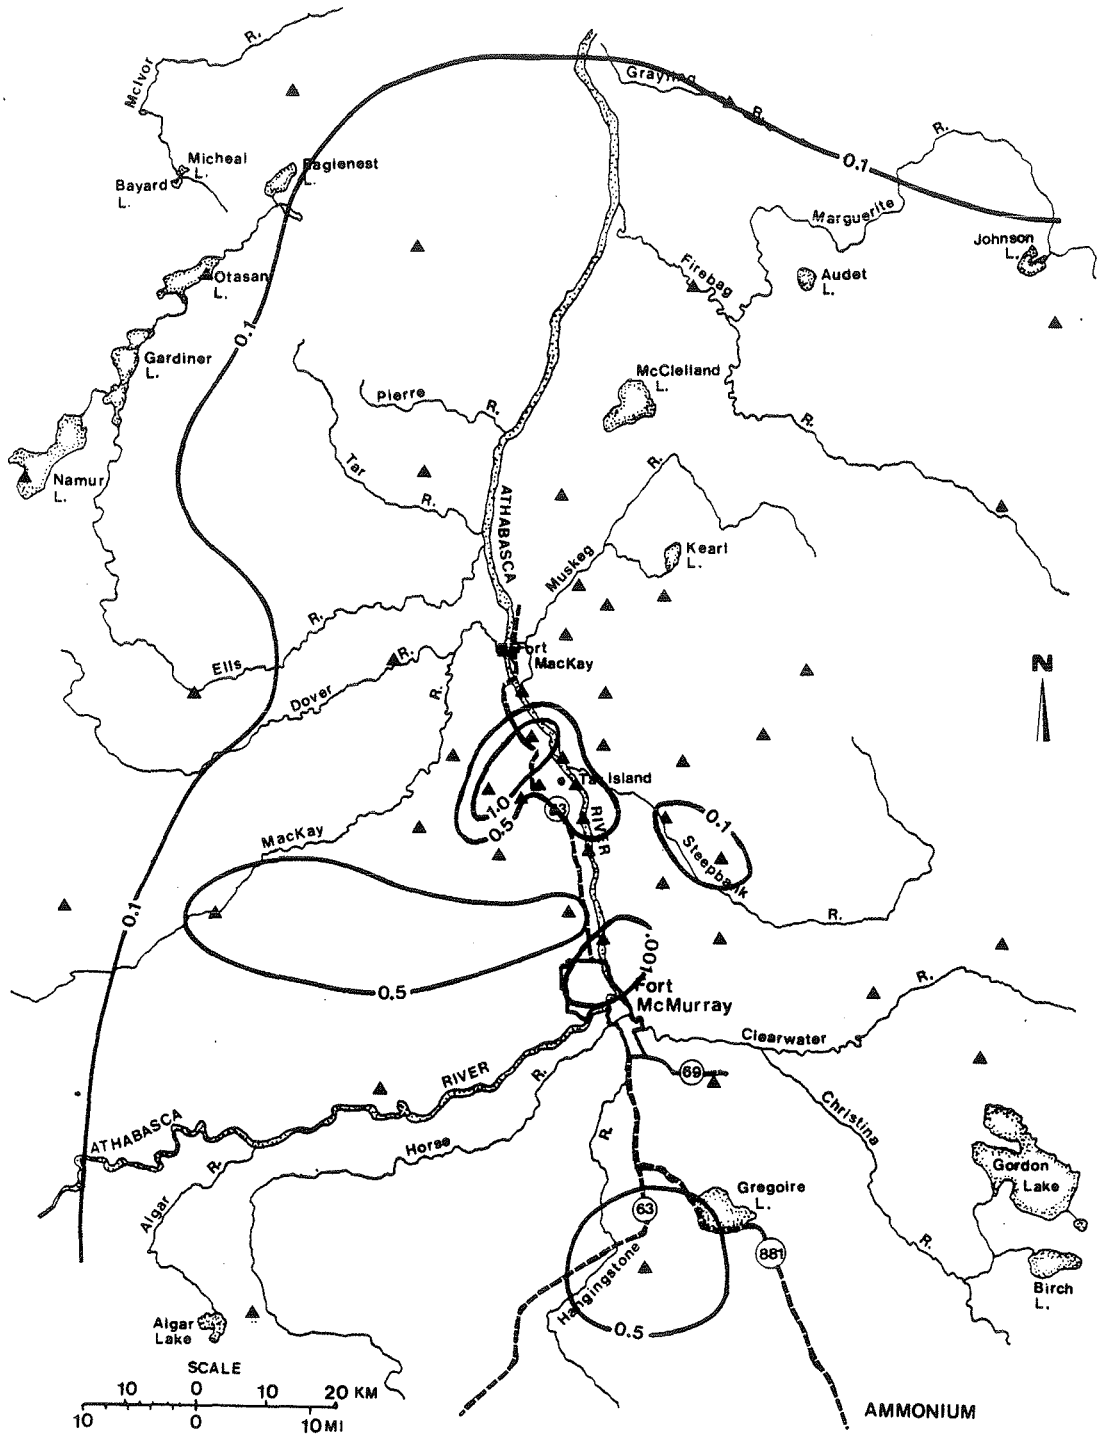 R.
McIvor
Grayling
R.
R.
Micheal
L.
Bayard
L.
Eaglenest
L.
0.1
Marguerite
Johnson
L.
Firebag
Audet
L.
Otasan
L.
0.1
Gardiner
L.
McClelland
L.
Pierre
R.
R.
Namur
L.
Tar
R.
R.
ATHABASCA
Muskeg
Kearl
L.
R.
Fort
MacKay
N
Ells
R.
Dover
R.
Tar Island
1.0
0.5
63
RIVER
0.1
Steepbank
R.
MacKay
0.1
0.5
.001
Fort
McMurray
R.
Clearwater
69
RIVER
R.
ATHABASCA
Christina
R.
Horse
R.
Algar
Gordon
Lake
Gregoire
L.
63
881
R.
Hangingstone
Birch
L.
0.5
Algar
Lake
SCALE
10 0 10 20 KM
10 0 10 MI
AMMONIUM